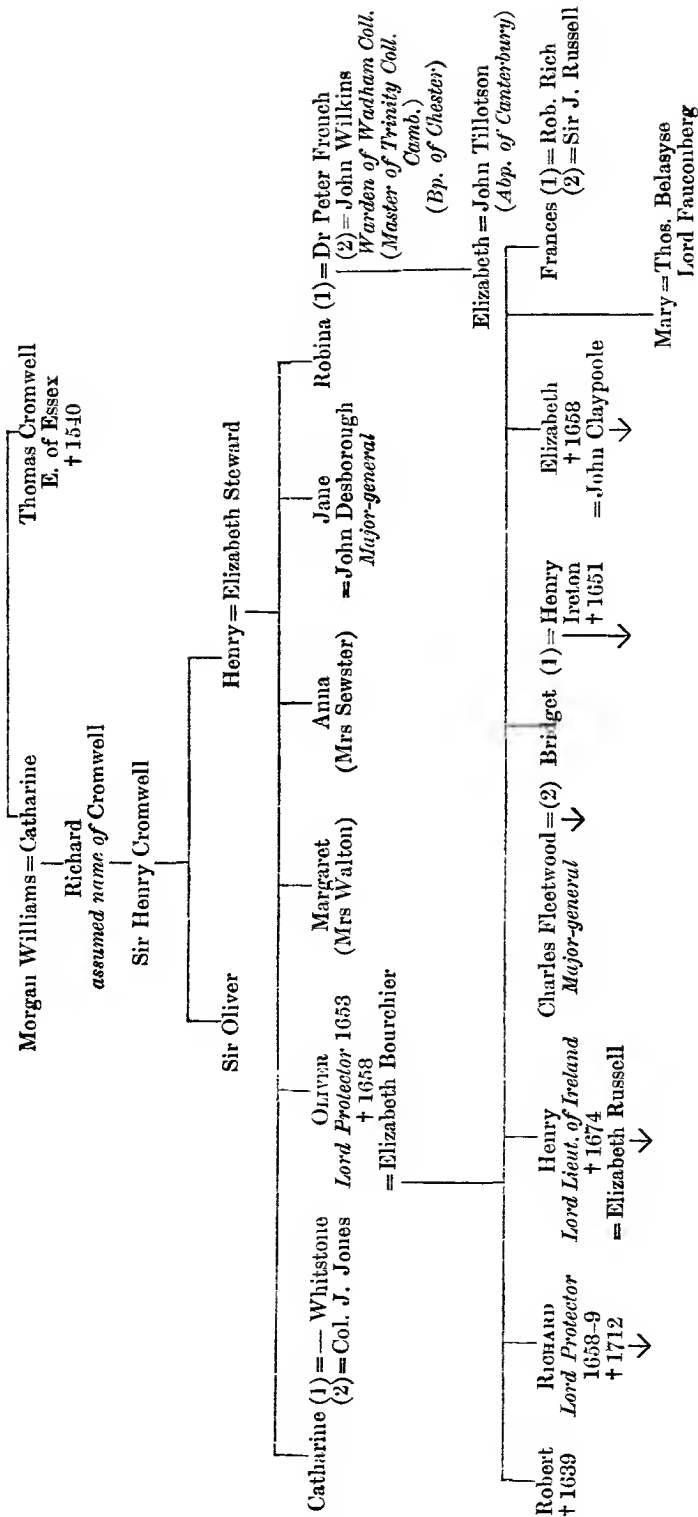 Morgan Williams = Catharine
Thomas Cromwell
E. of Essex
† 1540
Richard
assumed name of Cromwell
Sir Henry Cromwell
Sir Oliver
Henry = Elizabeth Steward
Catharine (1) = — Whitstone
(2) = Col. J. Jones
OLIVER
Lord Protector 1653
† 1658
= Elizabeth Bourchier
Margaret
(Mrs Walton)
Anna
(Mrs Sewster)
Jane
= John Desborough
Major-general
Robina (1) = Dr Peter French
(2) = John Wilkins
Warden of Wadham Coll.
(Master of Trinity Coll.
Camb.)
(Bp. of Chester)
Elizabeth = John Tillotson
(Abp. of Canterbury)
Robert
† 1639
RICHARD
Lord Protector
1658-9
† 1712
Henry
Lord Lieut. of Ireland
† 1674
= Elizabeth Russell
Charles Fleetwood = (2) Bridget (1) = Henry
Major-general
Ireton
† 1651
Elizabeth
† 1658
= John Claypoole
Mary = Thos. Belasyse
Lord Fauconberg
Frances (1) = Rob. Rich
(2) = Sir J. Russell